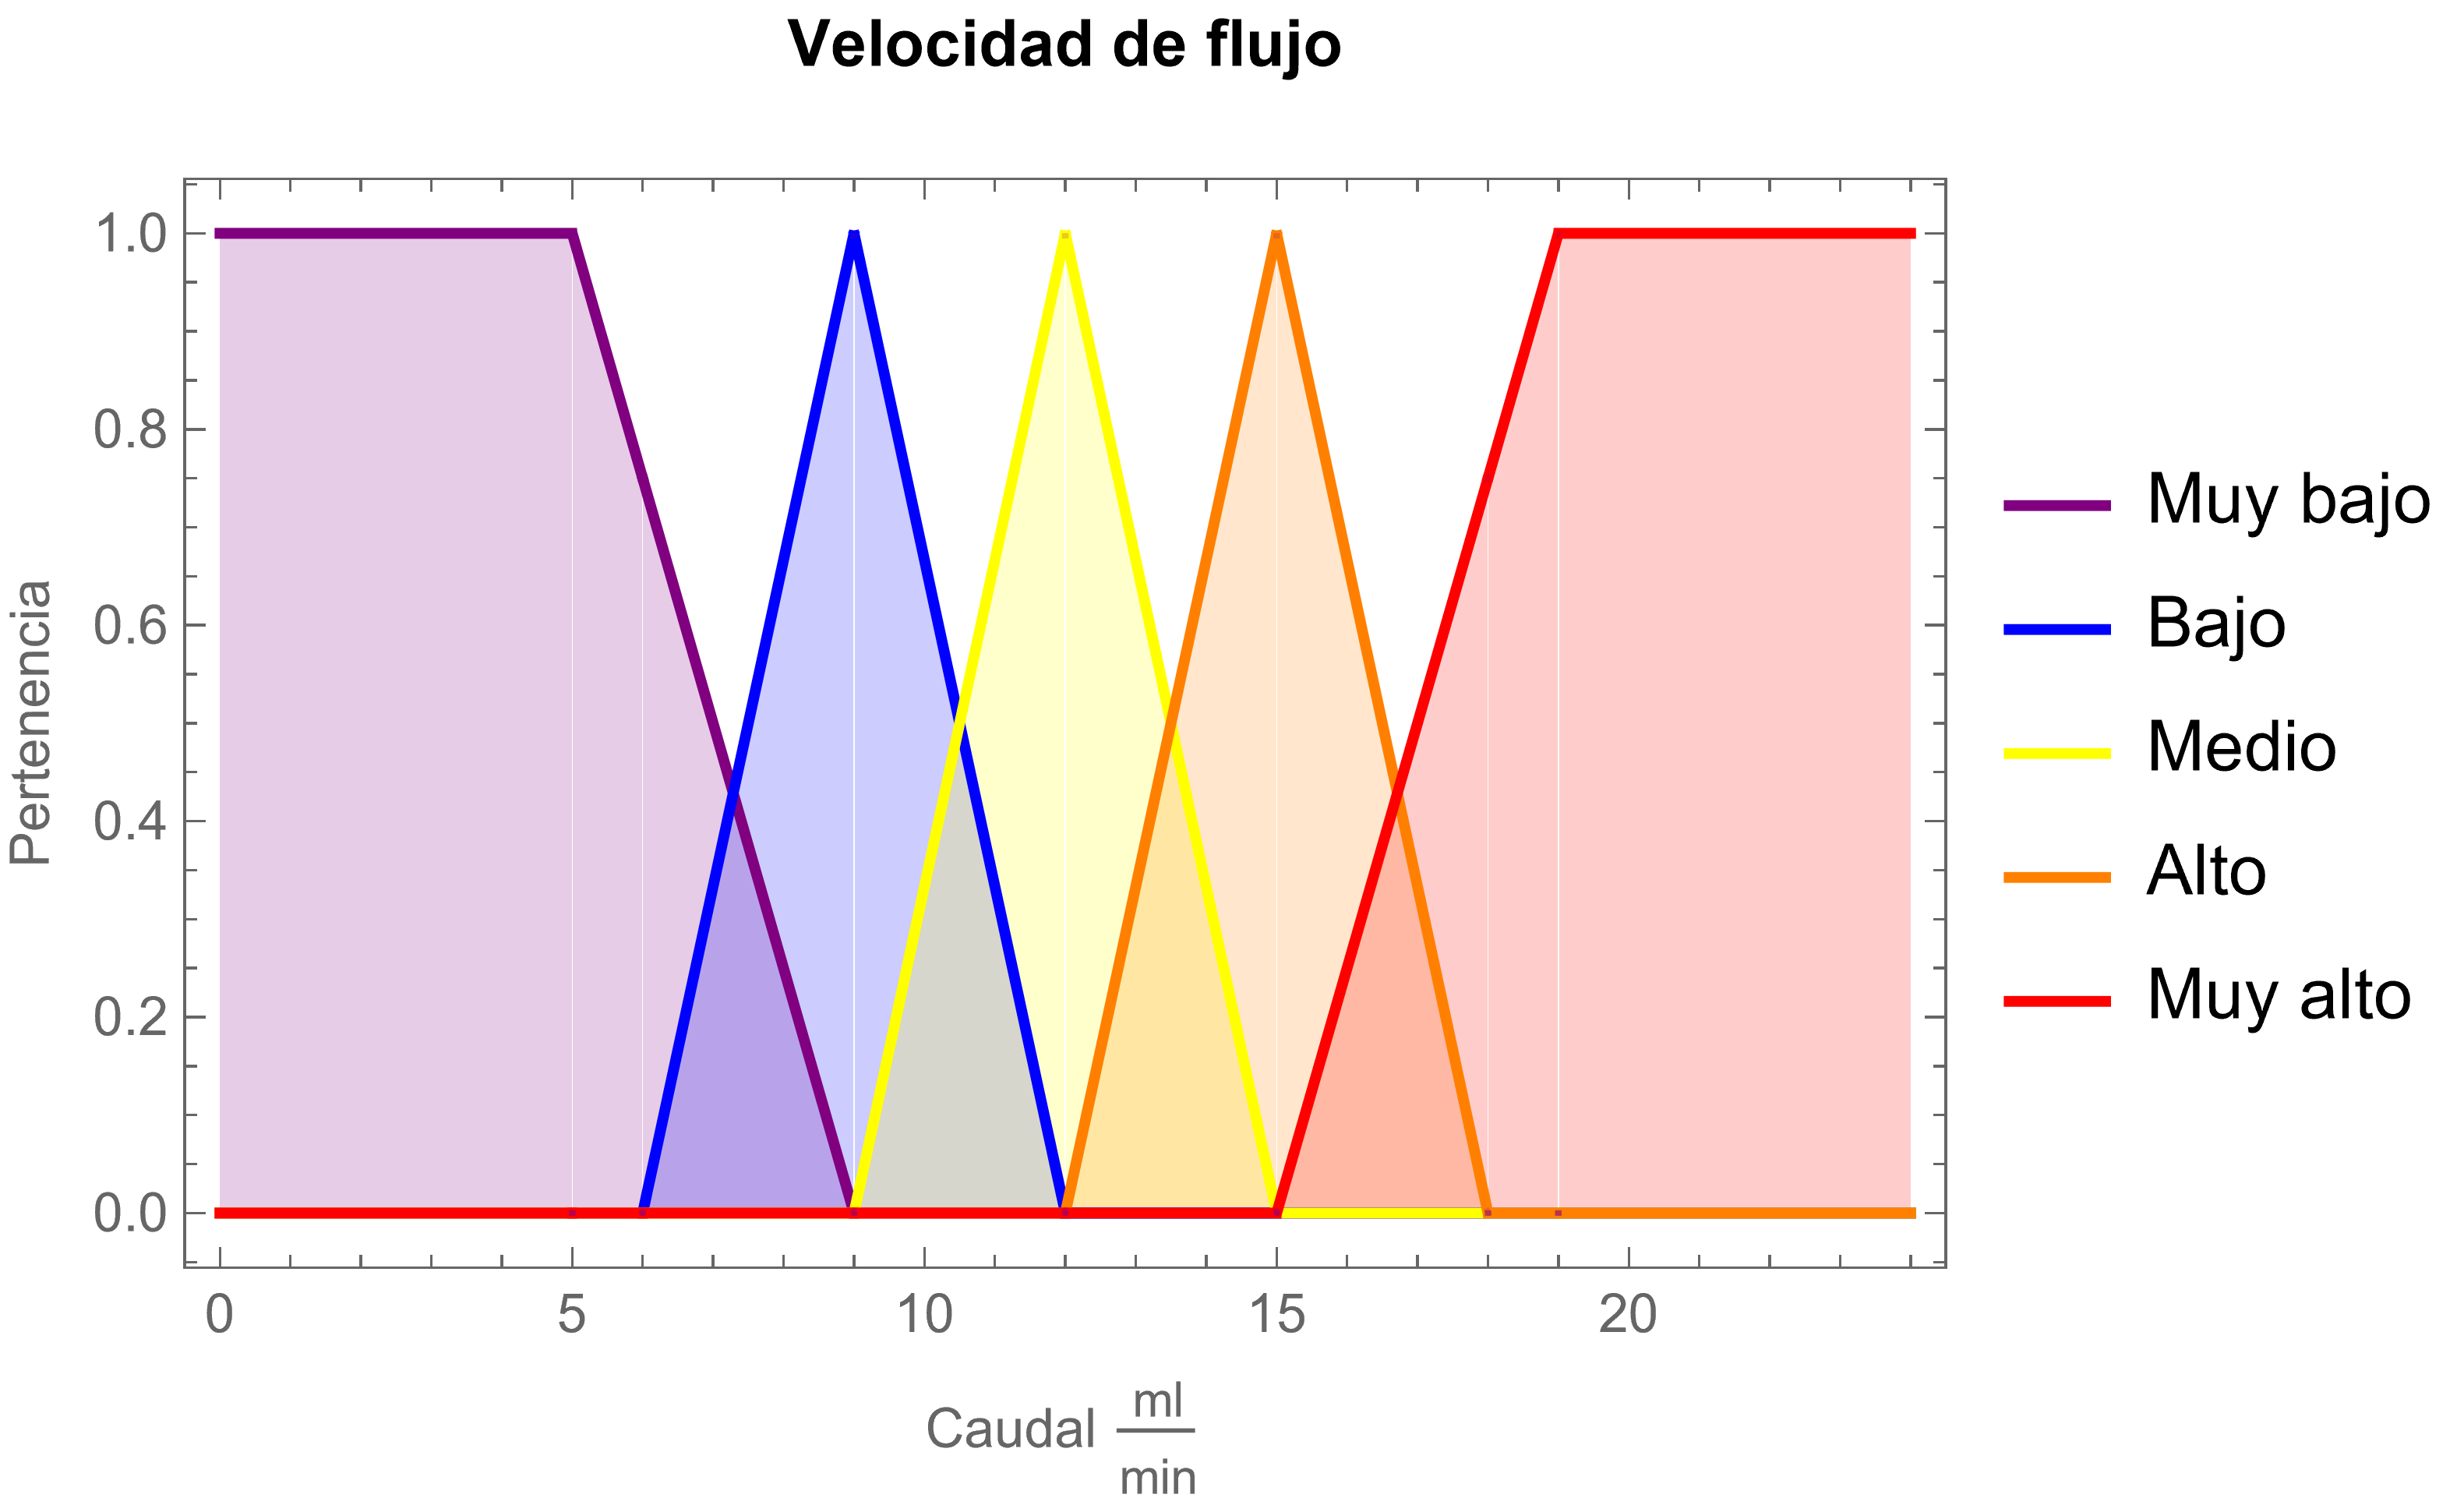 Velocidad de flujo
Pertenencia
1.0
0.8
0.6
0.4
0.2
0.0
0 5 10 15 20
Caudal ml/min
Muy bajo
Bajo
Medio
Alto
Muy alto